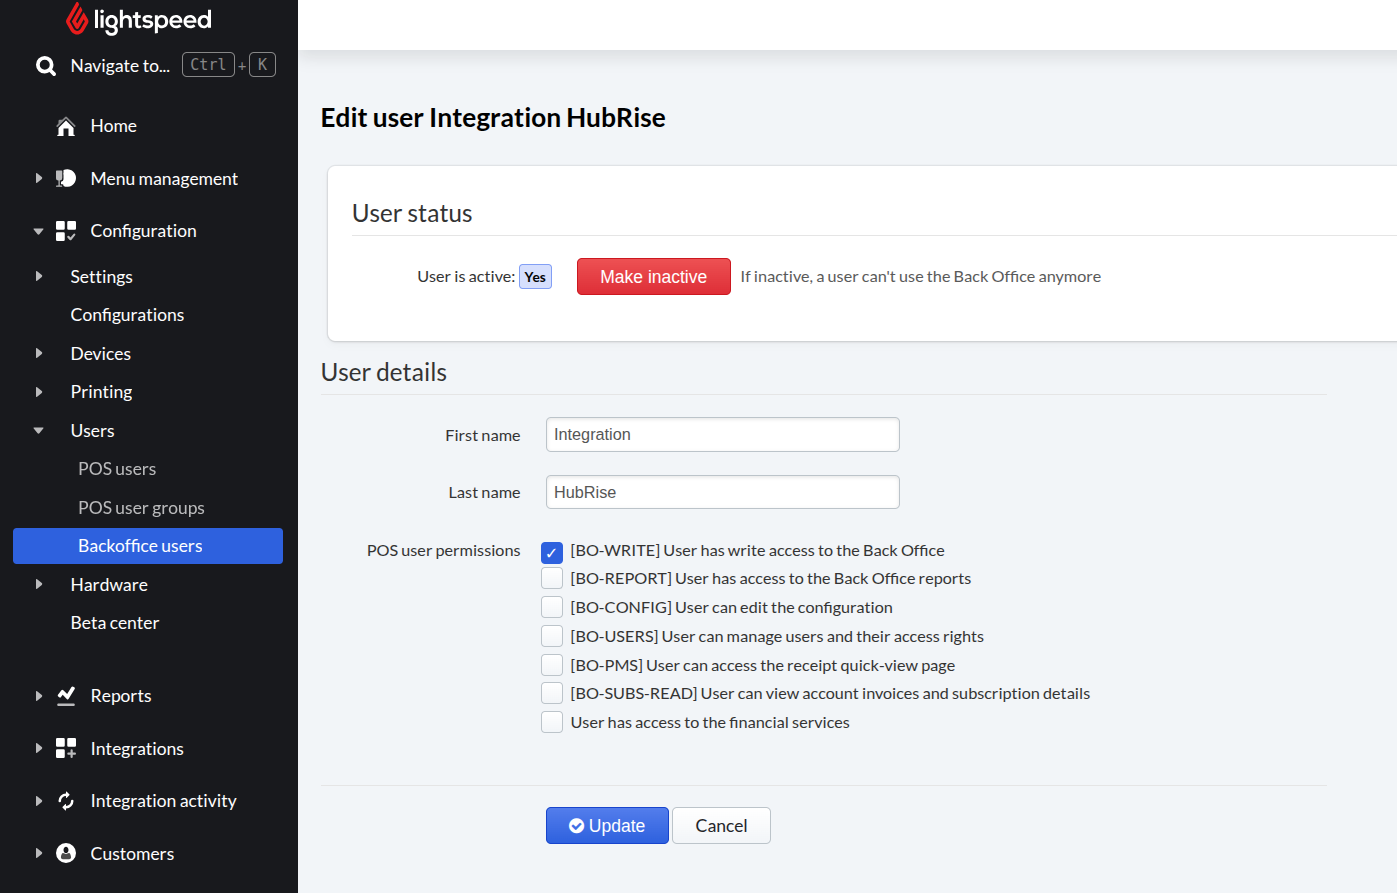 lightspeed
Navigate to... Ctrl + K
Home
Menu management
Configuration
Settings
Configurations
Devices
Printing
Users
POS users
POS user groups
Backoffice users
Hardware
Beta center
Reports
Integrations
Integration activity
Customers
Edit user Integration HubRise
User status
User is active: Yes Make inactive If inactive, a user can't use the Back Office anymore
User details
First name Integration
Last name HubRise
POS user permissions [BO-WRITE] User has write access to the Back Office
[BO-REPORT] User has access to the Back Office reports
[BO-CONFIG] User can edit the configuration
[BO-USERS] User can manage users and their access rights
[BO-PMS] User can access the receipt quick-view page
[BO-SUBS-READ] User can view account invoices and subscription details
User has access to the financial services
Update Cancel